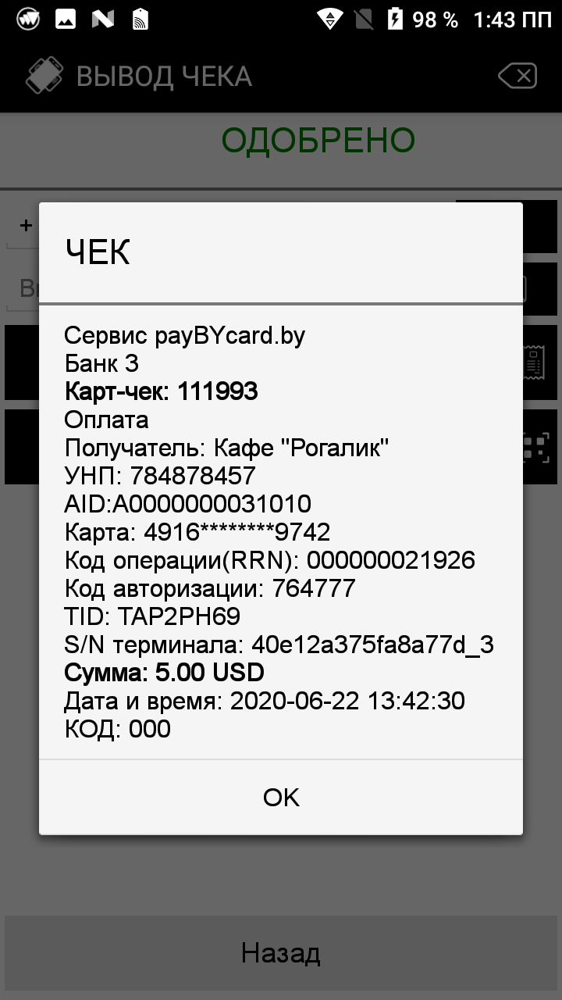 98 % 1:43 ПП
ВЫВОД ЧЕКА
ОДОБРЕНО
+
ЧЕК
Сервис payBYcard.by
Банк 3
Карт-чек: 111993
Оплата
Получатель: Кафе "Рогалик"
УНП: 784878457
AID:A0000000031010
Карта: 4916********9742
Код операции(RRN): 000000021926
Код авторизации: 764777
TID: TAP2PH69
S/N терминала: 40e12a375fa8a77d_3
Сумма: 5.00 USD
Дата и время: 2020-06-22 13:42:30
КОД: 000
OK
Назад